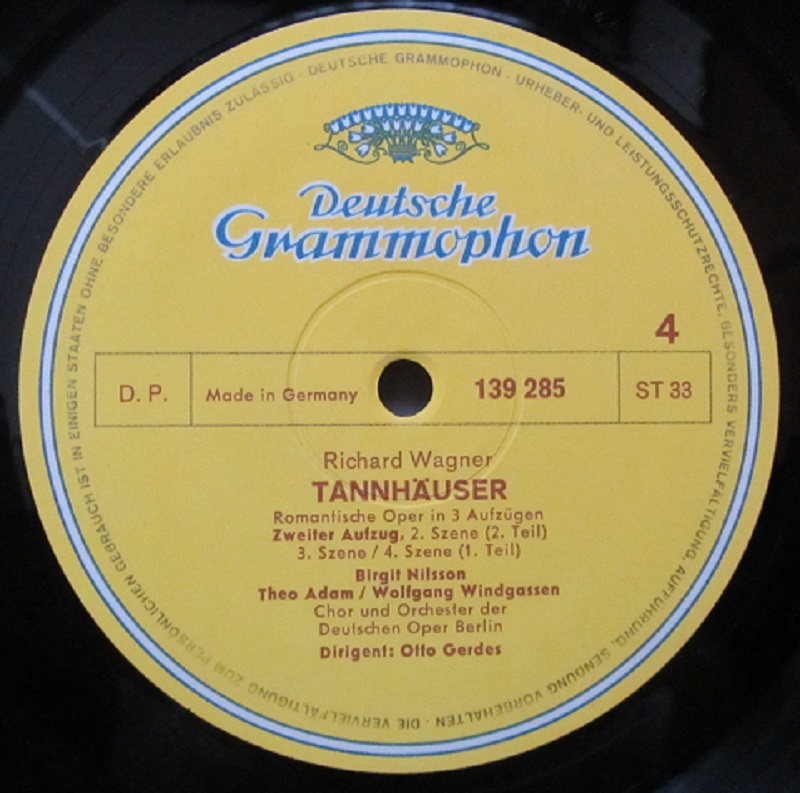 DEUTSCHE GRAMMOPHON · URHEBER- UND LEISTUNGSSCHUTZRECHTE, BESONDERS VERVIELFÄLTIGUNG, AUFFÜHRUNG, SENDUNG VORBEHALTEN · DIE VERVIELFÄLTIGUNG ZUM PERSÖNLICHEN GEBRAUCH IST IN EINIGEN STAATEN OHNE BESONDERE ERLAUBNIS ZULÄSSIG ·
Deutsche
Grammophon
4
D. P. Made in Germany 139 285 ST 33
Richard Wagner
TANNHÄUSER
Romantische Oper in 3 Aufzügen
Zweiter Aufzug, 2. Szene (2. Teil)
3. Szene / 4. Szene (1. Teil)
Birgit Nilsson
Theo Adam / Wolfgang Windgassen
Chor und Orchester der
Deutschen Oper Berlin
Dirigent: Otto Gerdes